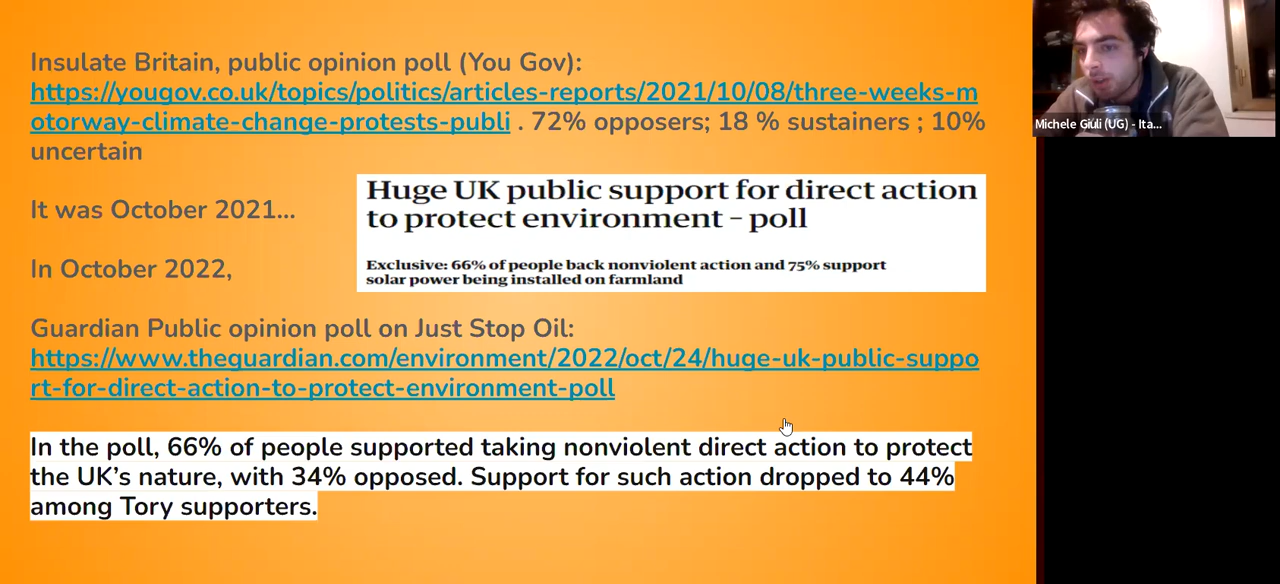 Insulate Britain, public opinion poll (You Gov):
https://yougov.co.uk/topics/politics/articles-reports/2021/10/08/three-weeks-m
otorway-climate-change-protests-publi . 72% opposers; 18 % sustainers ; 10%
uncertain
It was October 2021...
Huge UK public support for direct action
to protect environment – poll
In October 2022,
Exclusive: 66% of people back nonviolent action and 75% support
solar power being installed on farmland
Guardian Public opinion poll on Just Stop Oil:
https://www.theguardian.com/environment/2022/oct/24/huge-uk-public-suppo
rt-for-direct-action-to-protect-environment-poll
In the poll, 66% of people supported taking nonviolent direct action to protect
the UK’s nature, with 34% opposed. Support for such action dropped to 44%
among Tory supporters.
Michele Giuli (UG) - Ita...